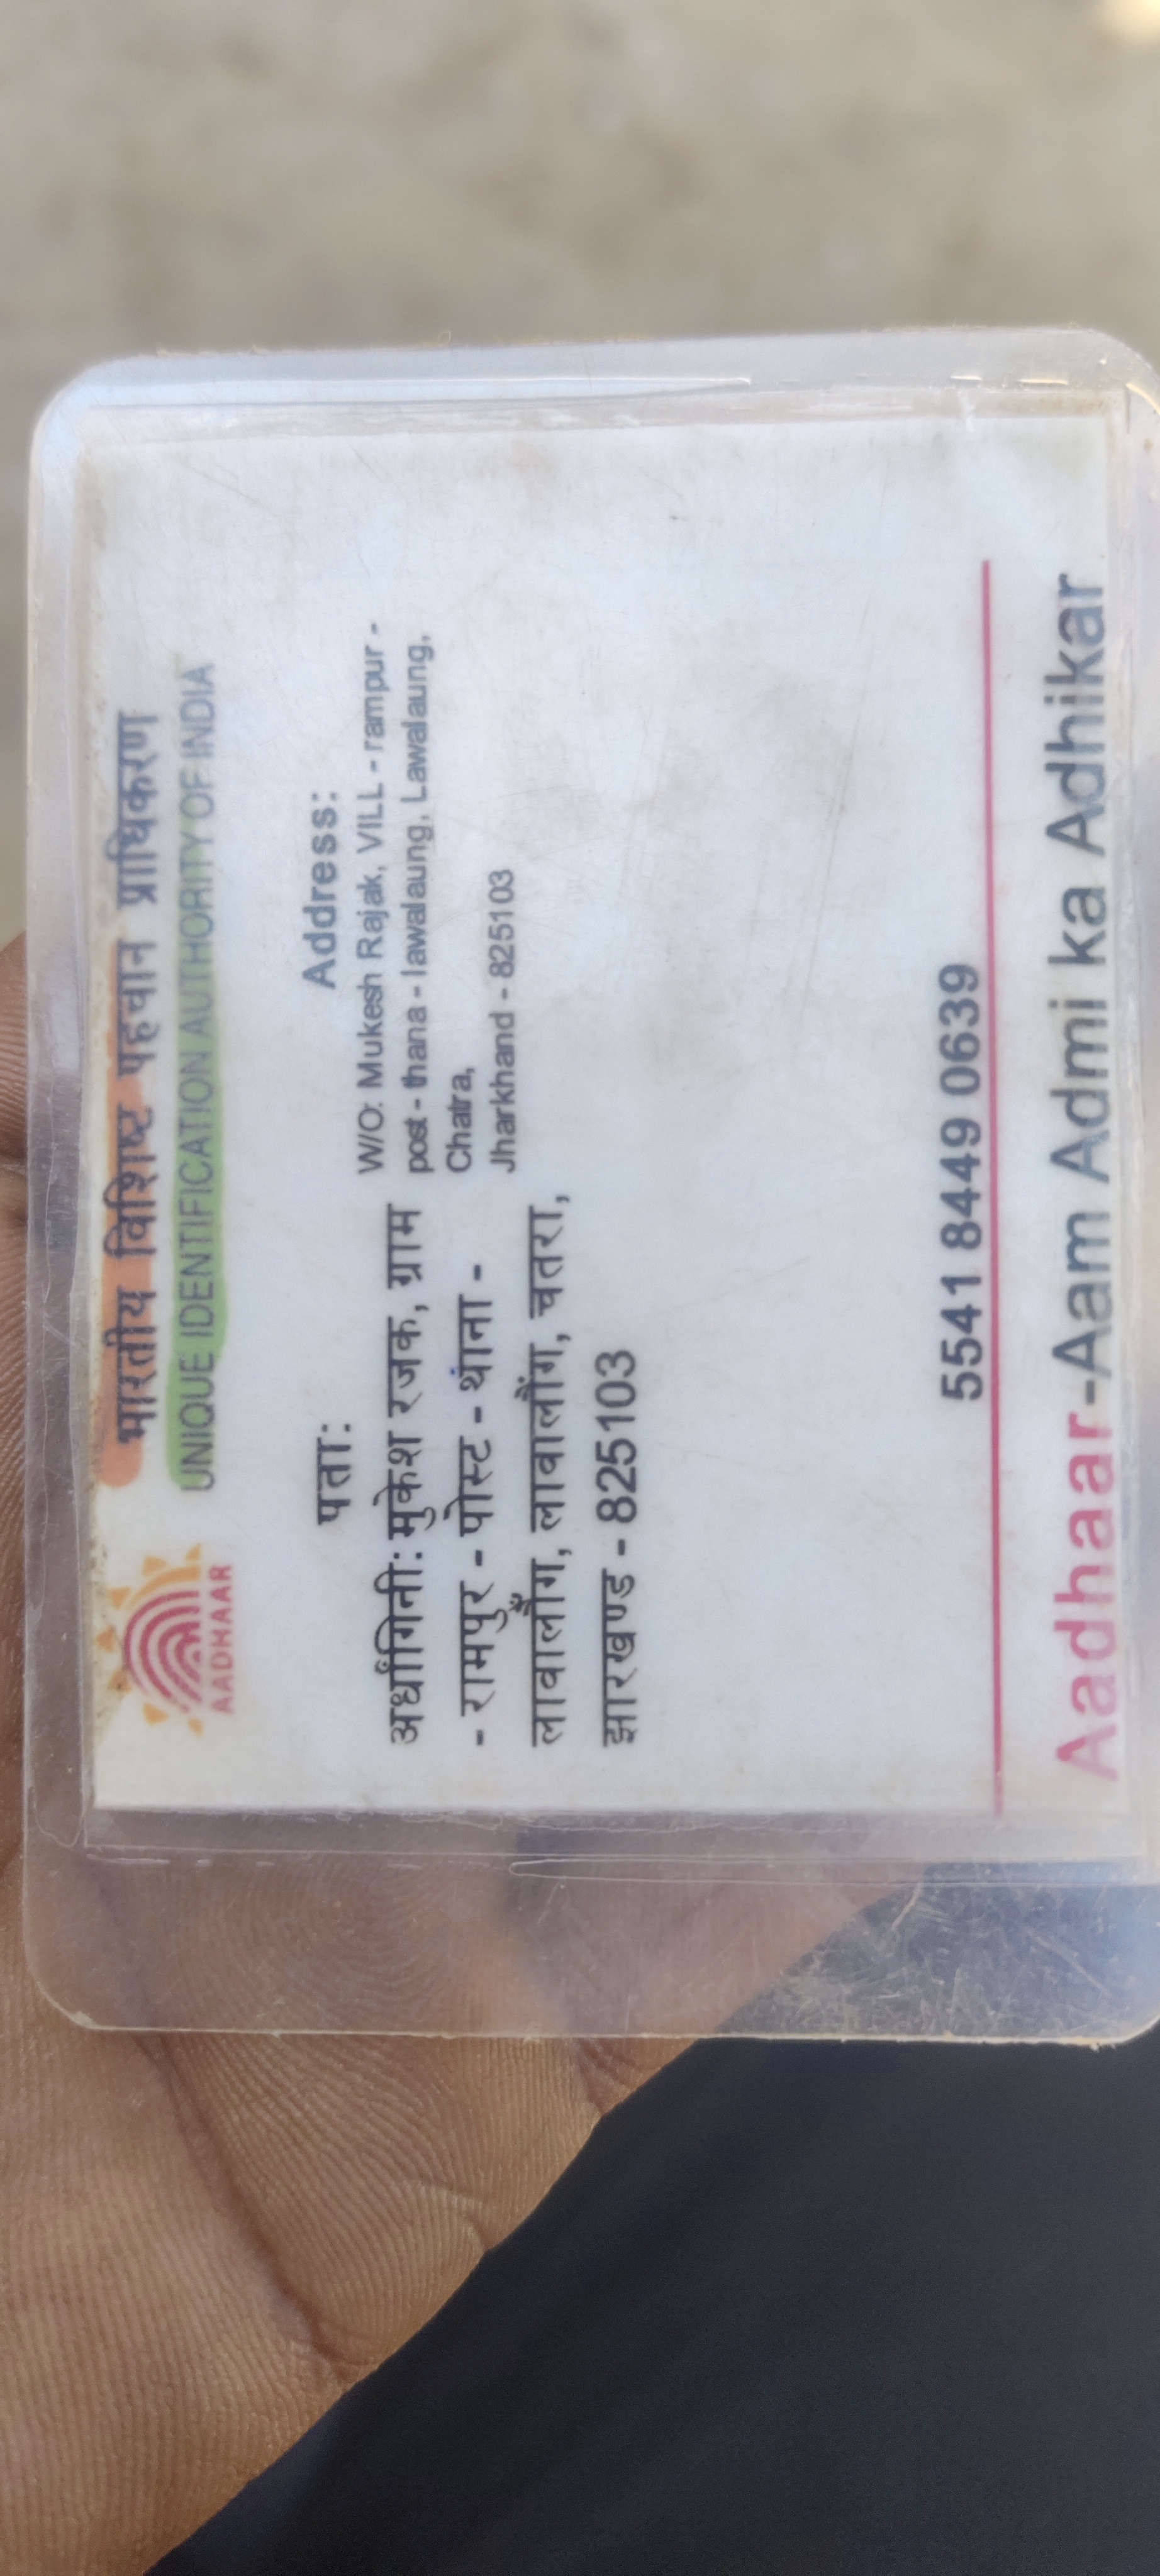 भारतीय विशिष्ट पहचान प्राधिकरण
UNIQUE IDENTIFICATION AUTHORITY OF INDIA
AADHAAR
पता:
अर्धांगिनी: मुकेश रजक, ग्राम
- रामपुर - पोस्ट - थाना -
लावालौंग, लावालौंग, चतरा,
झारखण्ड - 825103
Address:
W/O: Mukesh Rajak, VILL - rampur -
post - thana - lawalaung, Lawalaung,
Chatra,
Jharkhand - 825103
5541 8449 0639
Aadhaar-Aam Admi ka Adhikar